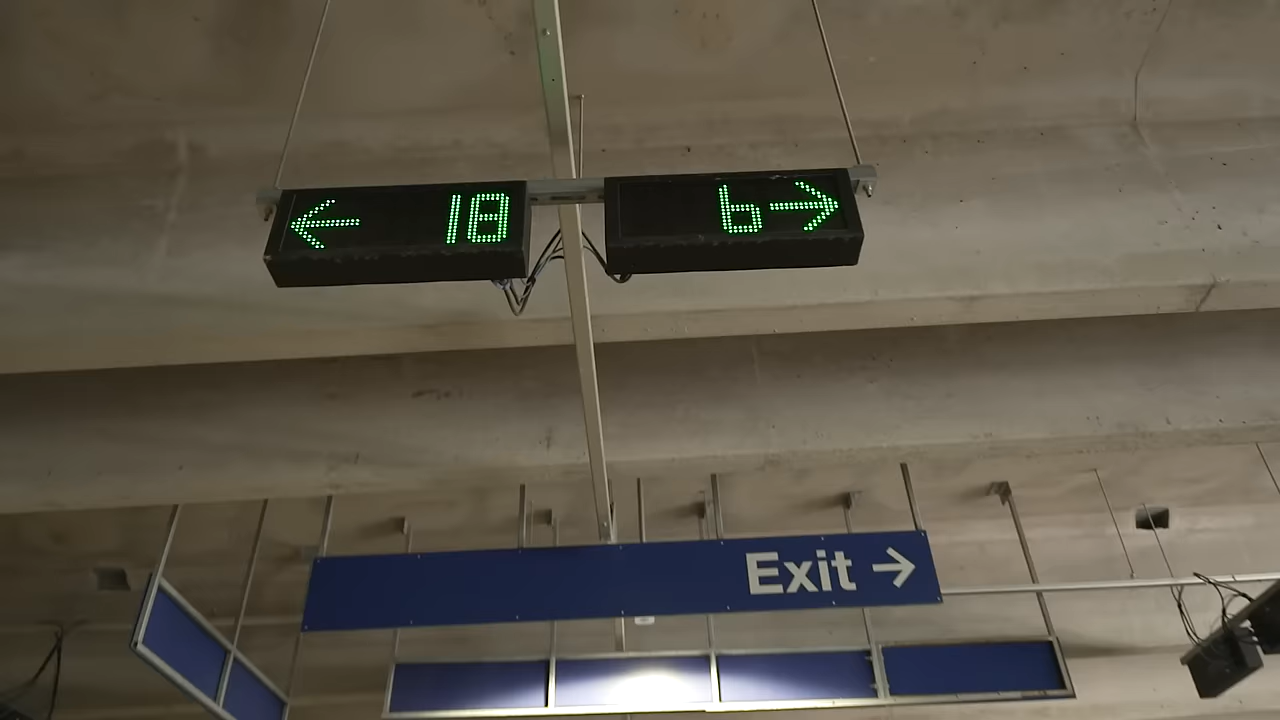 ← 18
6 →
Exit →